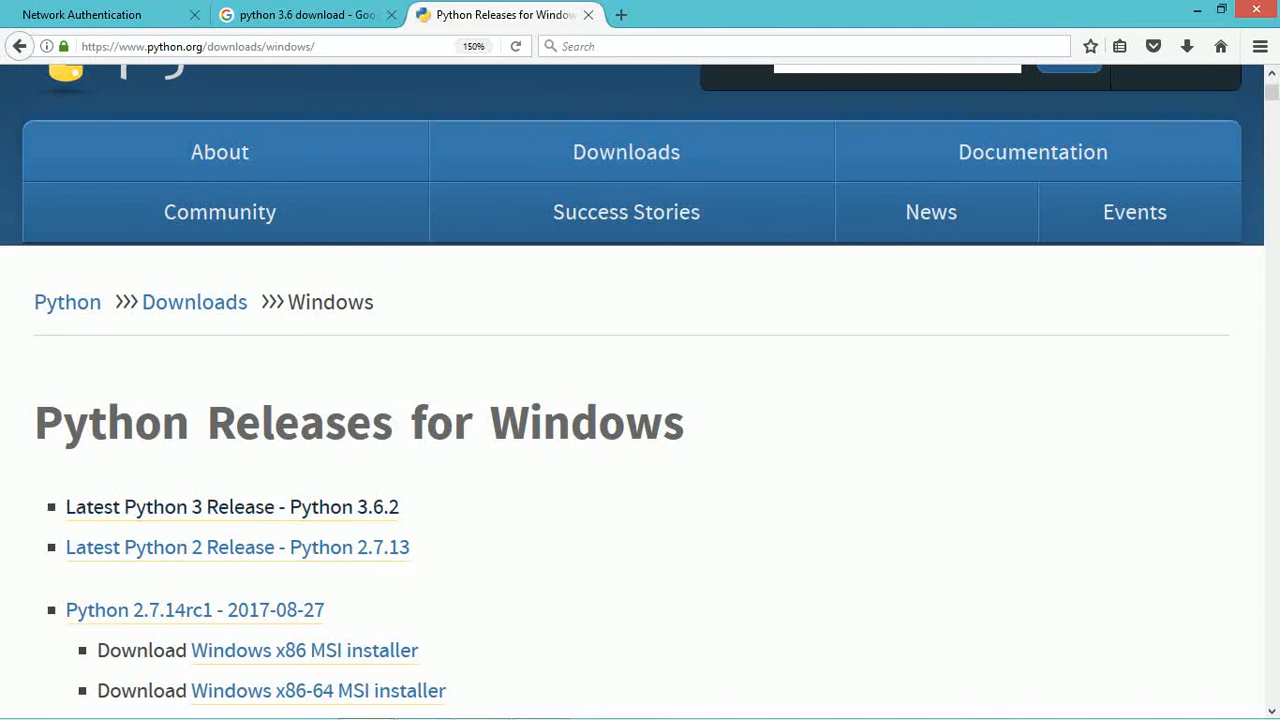 Network Authentication
python 3.6 download - Goo
Python Releases for Window
https://www.python.org/downloads/windows/
150%
Search
About
Downloads
Documentation
Community
Success Stories
News
Events
Python >>> Downloads >>> Windows
Python Releases for Windows
Latest Python 3 Release - Python 3.6.2
Latest Python 2 Release - Python 2.7.13
Python 2.7.14rc1 - 2017-08-27
Download Windows x86 MSI installer
Download Windows x86-64 MSI installer